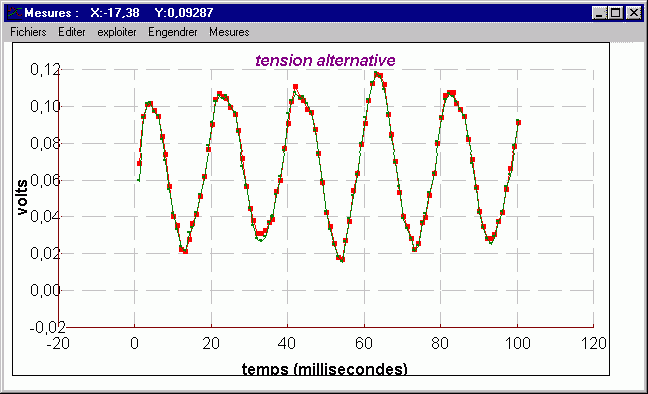 Mesures : X:-17,38 Y:0,09287
Fichiers Editer exploiter Engendrer Mesures
tension alternative
0,12
0,10
0,08
0,06
0,04
0,02
0,00
-0,02
volts
-20 0 20 40 60 80 100 120
temps (millisecondes)